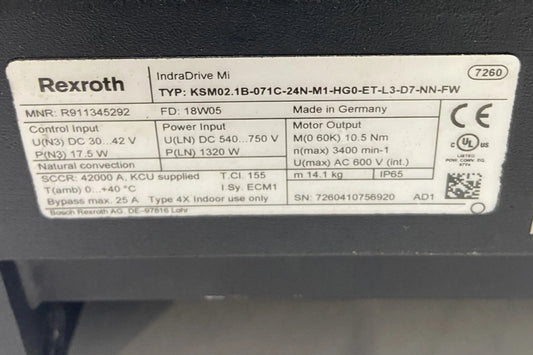 Rexroth
IndraDrive Mi
7260
TYP: KSM02.1B-071C-24N-M1-HG0-ET-L3-D7-NN-FW
MNR: R911345292
FD: 18W05
Made in Germany
Control Input
U(N3) DC 30...42 V
P(N3) 17.5 W
Natural convection
Power Input
U(LN) DC 540...750 V
P(LN) 1320 W
Motor Output
M(0 60K) 10.5 Nm
n(max) 3400 min-1
U(max) AC 600 V (int.)
CE
c UL us
LISTED
SCCR: 42000 A, KCU supplied
T(amb) 0...+40 °C
Bypass max. 25 A
T.Cl. 155
I.Sy. ECM1
Type 4X Indoor use only
m 14.1 kg
IP65
SN: 7260410756920
AD1
Bosch Rexroth AG, DE-97816 Lohr